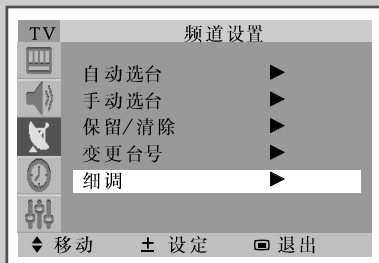 TV 频道设置
自动选台
手动选台
保留/清除
变更台号
细调
移动 设定 退出